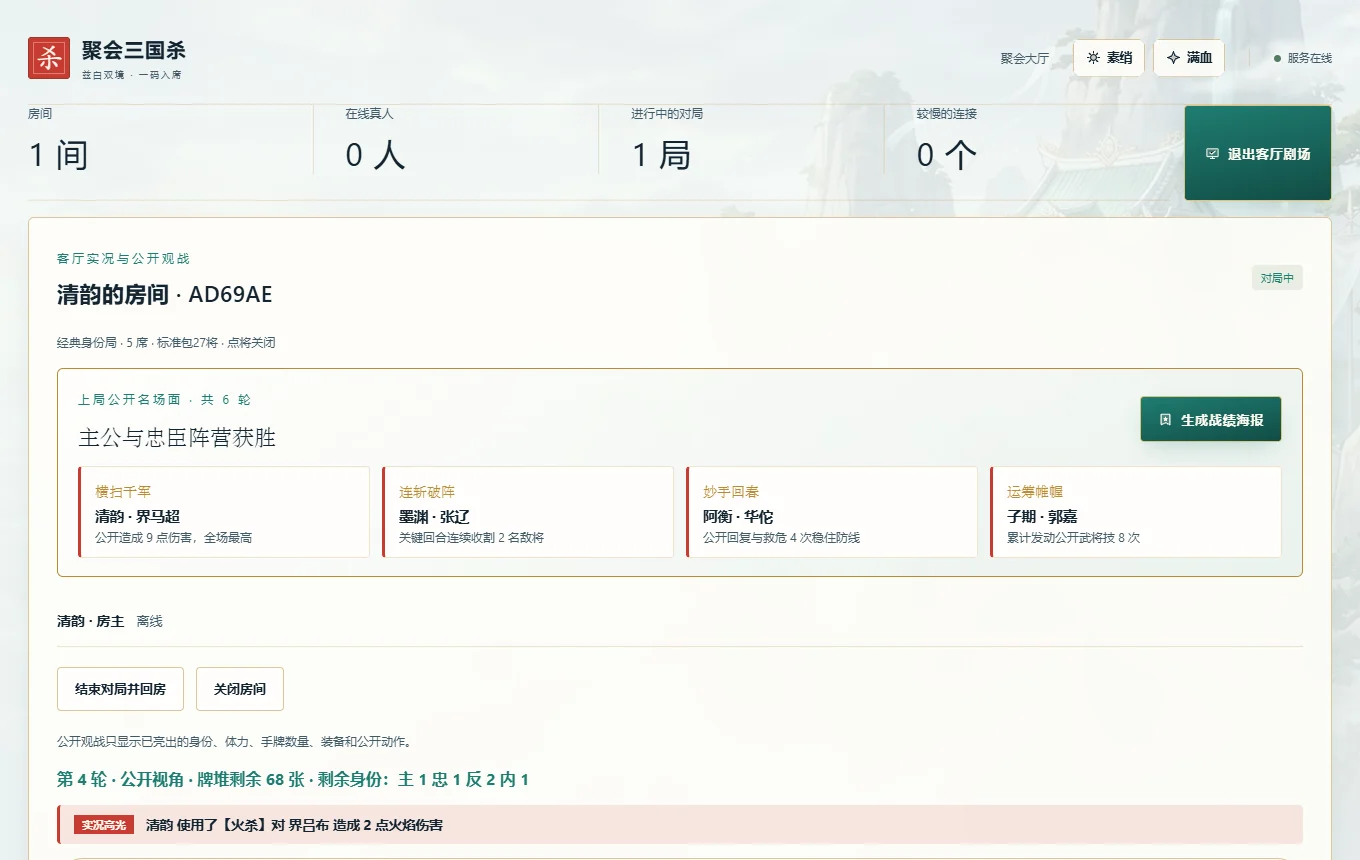 杀
聚会三国杀
兹白双境 · 一码入席
聚会大厅
素绡
满血
服务在线
房间
1 间
在线真人
0 人
进行中的对局
1 局
较慢的连接
0 个
退出客厅剧场
客厅实况与公开观战
清韵的房间 · AD69AE
对局中
经典身份局 · 5 席 · 标准包27将 · 点将关闭
上局公开名场面 · 共 6 轮
主公与忠臣阵营获胜
生成战绩海报
横扫千军
清韵 · 界马超
公开造成 9 点伤害，全场最高
连斩破阵
墨渊 · 张辽
关键回合连续收割 2 名敌将
妙手回春
阿衡 · 华佗
公开回复与救危 4 次稳住防线
运筹帷幄
子期 · 郭嘉
累计发动公开武将技 8 次
清韵 · 房主 离线
结束对局并回房
关闭房间
公开观战只显示已亮出的身份、体力、手牌数量、装备和公开动作。
第 4 轮 · 公开视角 · 牌堆剩余 68 张 · 剩余身份：主 1 忠 1 反 2 内 1
实况高光
清韵 使用了【火杀】对 界吕布 造成 2 点火焰伤害